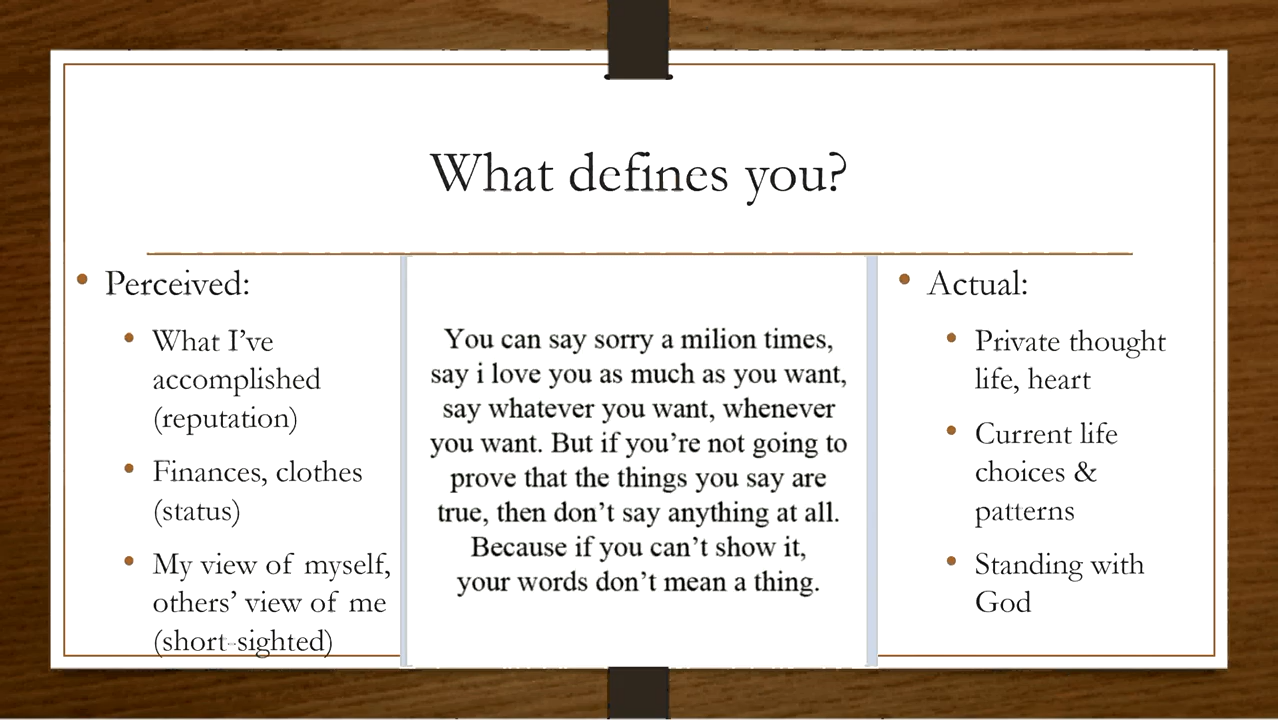 What defines you?
• Perceived:
• What I've
accomplished
(reputation)
• Finances, clothes
(status)
• My view of myself,
others' view of me
(short-sighted)
You can say sorry a milion times,
say i love you as much as you want,
say whatever you want, whenever
you want. But if you're not going to
prove that the things you say are
true, then don't say anything at all.
Because if you can't show it,
your words don't mean a thing.
• Actual:
• Private thought
life, heart
• Current life
choices &
patterns
• Standing with
God